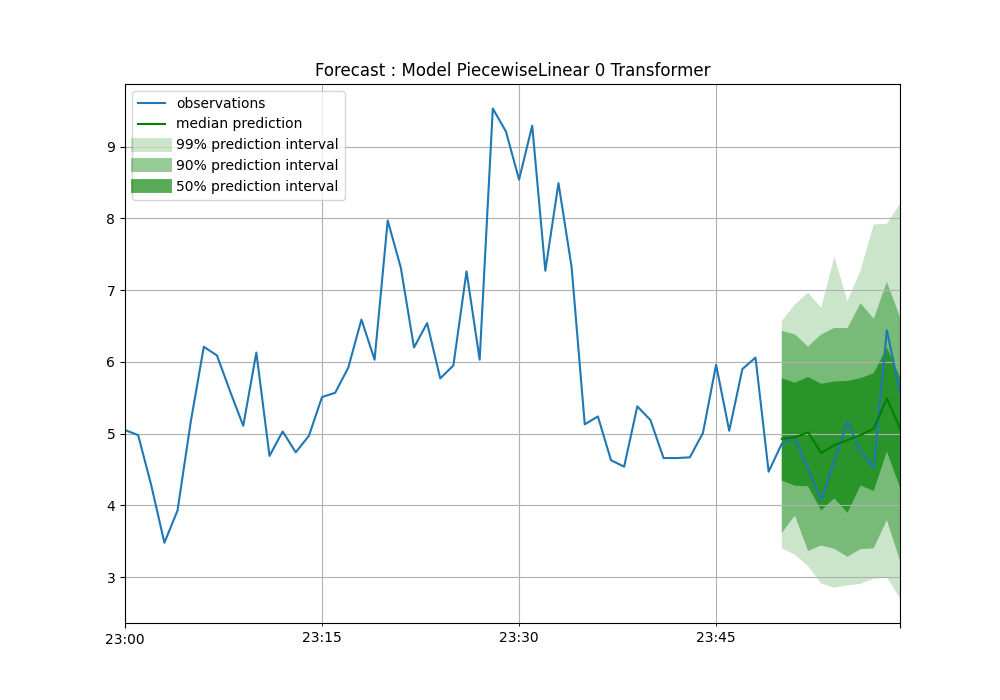 Forecast : Model PiecewiseLinear 0 Transformer
observations
median prediction
99% prediction interval
90% prediction interval
50% prediction interval
9
8
7
6
5
4
3
23:00
23:15
23:30
23:45